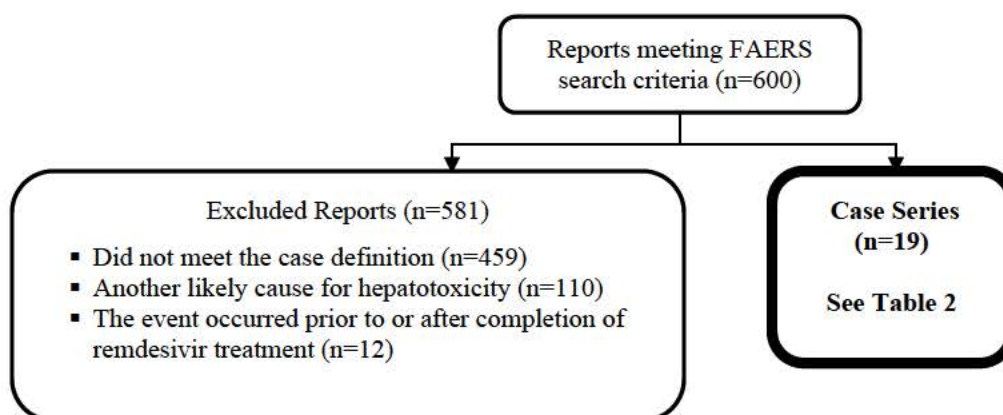 Reports meeting FAERS
search criteria (n=600)
Excluded Reports (n=581)
▪ Did not meet the case definition (n=459)
▪ Another likely cause for hepatotoxicity (n=110)
▪ The event occurred prior to or after completion of
remdesivir treatment (n=12)
Case Series
(n=19)
See Table 2